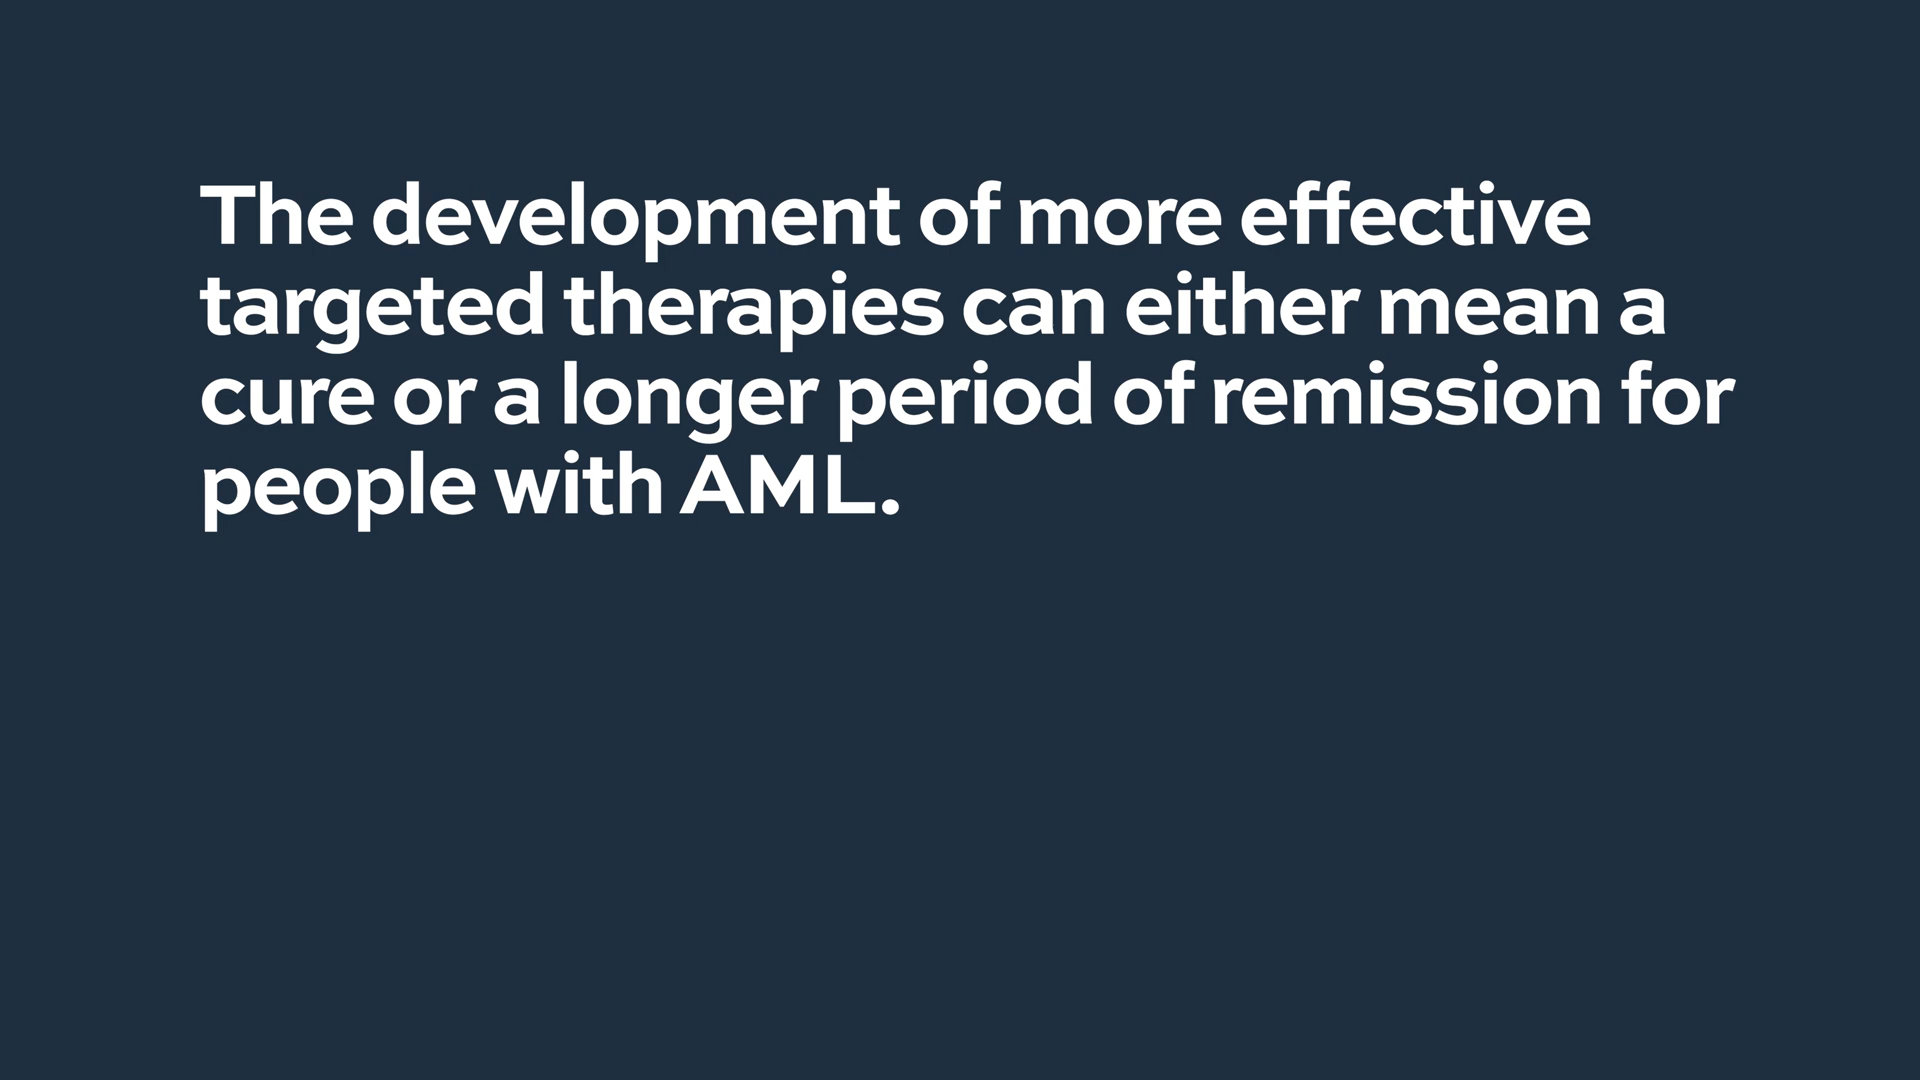 The development of more effective
targeted therapies can either mean a
cure or a longer period of remission for
people with AML.